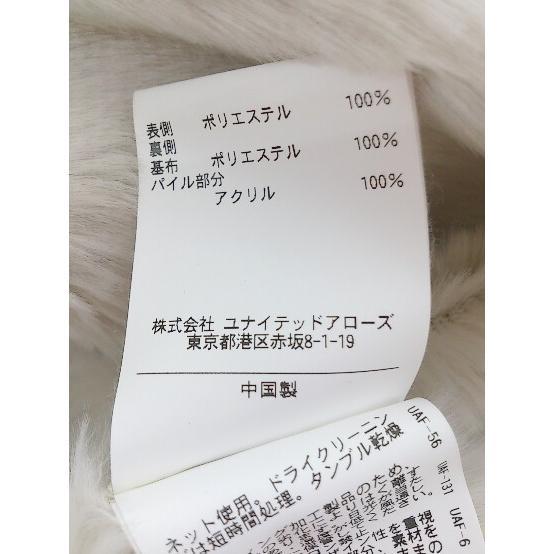 表側 ポリエステル 100%
裏側
基布 ポリエステル 100%
パイル部分
アクリル 100%
株式会社 ユナイテッドアローズ
東京都港区赤坂8-1-19
中国製
ネット使用。ドライクリーニン
は短時間処理。タンブル乾燥
UAF-56
UAF-131
UAF-6